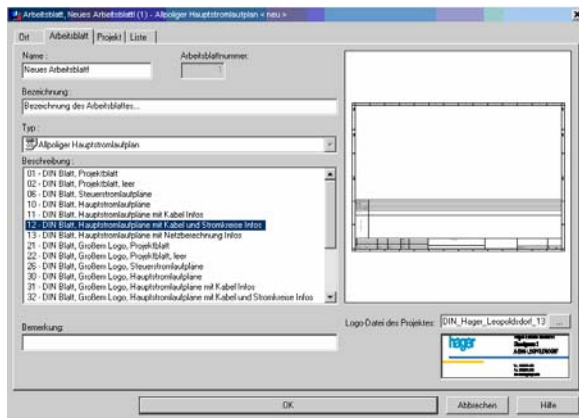 Arbeitsblatt, Neues Arbeitsblatt! (1) - Allpoliger Hauptstromlaufplan < neu >
Ort Arbeitsblatt Projekt Liste
Name : Arbeitsblattnummer:
Neues Arbeitsblatt! 1
Bezeichnung :
Bezeichnung des Arbeitsblattes...
Typ :
Allpoliger Hauptstromlaufplan
Beschreibung :
01 - DIN Blatt, Projektblatt
02 - DIN Blatt, Projektblatt, leer
06 - DIN Blatt, Steuerstromlaufpläne
10 - DIN Blatt, Hauptstromlaufpläne
11 - DIN Blatt, Hauptstromlaufpläne mit Kabel Infos
12 - DIN Blatt, Hauptstromlaufpläne mit Kabel und Stromkreise Infos
13 - DIN Blatt, Hauptstromlaufpläne mit Netzberechnung Infos
21 - DIN Blatt, Großem Logo, Projektblatt
22 - DIN Blatt, Großem Logo, Projektblatt, leer
26 - DIN Blatt, Großem Logo, Steuerstromlaufpläne
30 - DIN Blatt, Großem Logo, Hauptstromlaufpläne
31 - DIN Blatt, Großem Logo, Hauptstromlaufpläne mit Kabel Infos
32 - DIN Blatt, Großem Logo, Hauptstromlaufpläne mit Kabel und Stromkreise Infos
Bemerkung:
Logo-Datei des Projektes: DIN_Hager_Leopoldsdorf_13 ...
hager
OK Abbrechen Hilfe